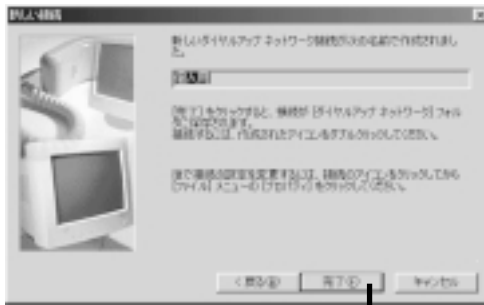 新しい接続
新しいダイヤルアップ ネットワーク接続が次の名前で作成されまし
た。
[完了] をクリックすると、接続が [ダイヤルアップ ネットワーク] フォル
ダに保存されます。
接続するには、作成されたアイコンをダブルクリックしてください。
後で接続の設定を変更するには、接続のアイコンをクリックしてから
[ファイル] メニューの [プロパティ] をクリックしてください。
< 戻る(B)
完了
キャンセル